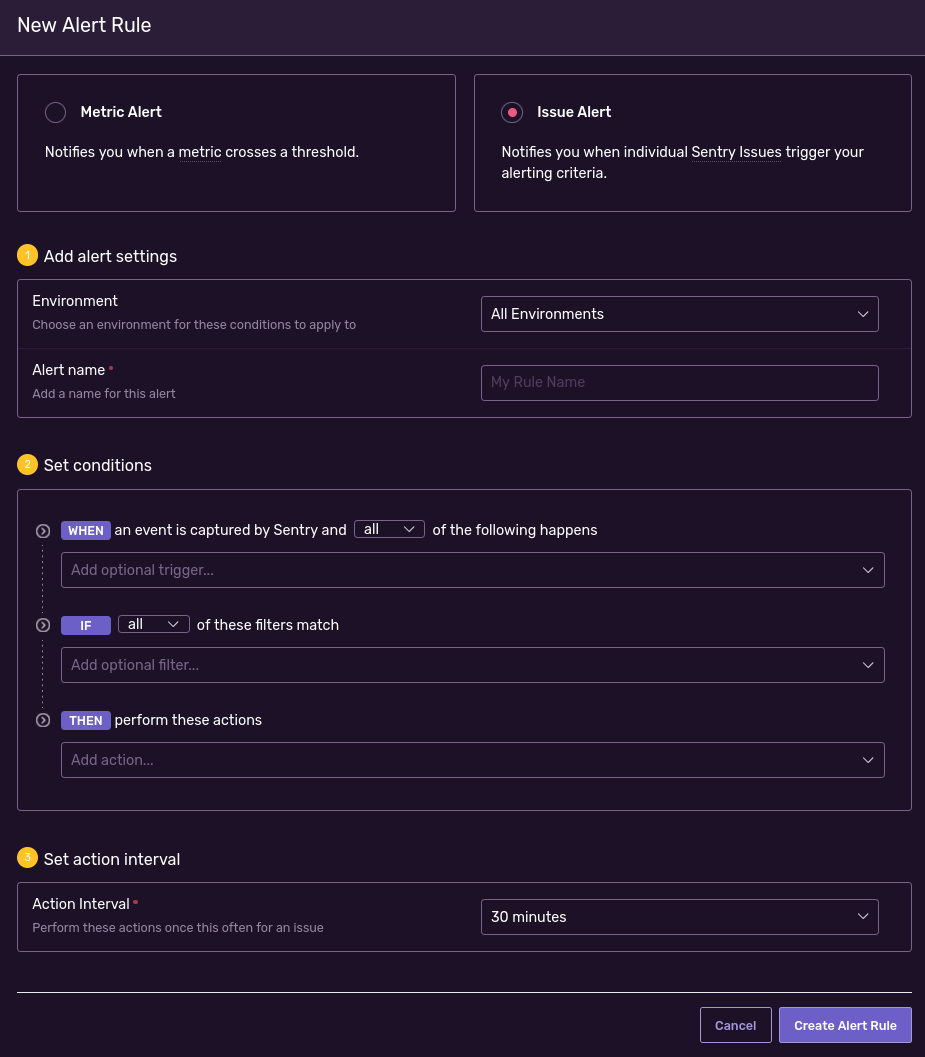 New Alert Rule
Metric Alert
Notifies you when a metric crosses a threshold.
Issue Alert
Notifies you when individual Sentry Issues trigger your
alerting criteria.
1 Add alert settings
Environment
Choose an environment for these conditions to apply to
All Environments
Alert name *
Add a name for this alert
My Rule Name
2 Set conditions
WHEN an event is captured by Sentry and all of the following happens
Add optional trigger...
IF all of these filters match
Add optional filter...
THEN perform these actions
Add action...
3 Set action interval
Action Interval *
Perform these actions once this often for an issue
30 minutes
Cancel
Create Alert Rule